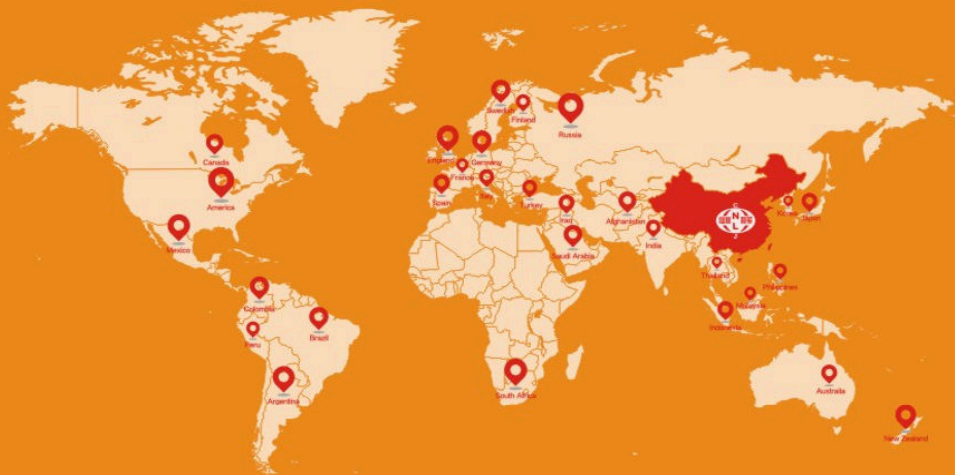 Swedish
Finland
Russia
England
Germany
Canada
France
America
Italy
Spain
Turkey
Afghanistan
Iraq
Korea
Japan
Mexico
India
Saudi Arabia
Thailand
Philippines
Colombia
Malaysia
Brazil
Indonesia
Peru
Argentina
South Africa
Australia
New Zealand
C
N
L
J